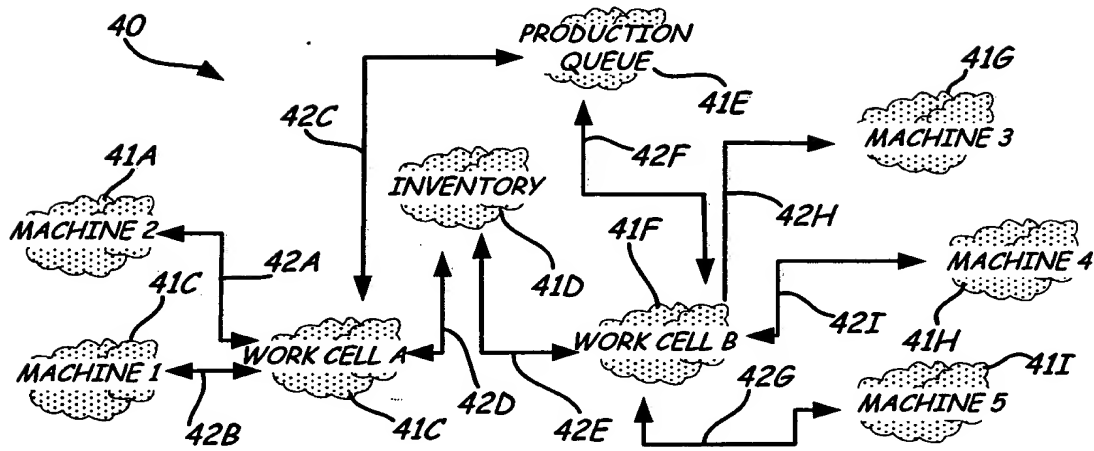 40
PRODUCTION
QUEUE
41E
41G
MACHINE 3
42C
42F
41A
INVENTORY
42H
MACHINE 2
41F
41D
42A
MACHINE 4
41C
42I
41H
WORK CELL A
WORK CELL B
41I
MACHINE 1
42D
42G
MACHINE 5
42B
41C
42E